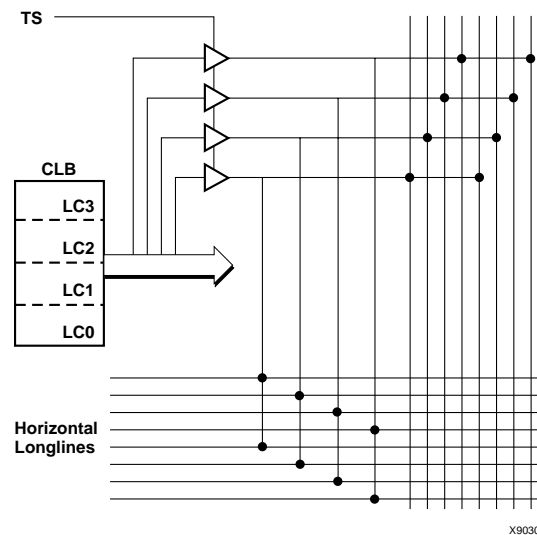 TS
CLB
LC3
LC2
LC1
LC0
Horizontal
Longlines
X9030